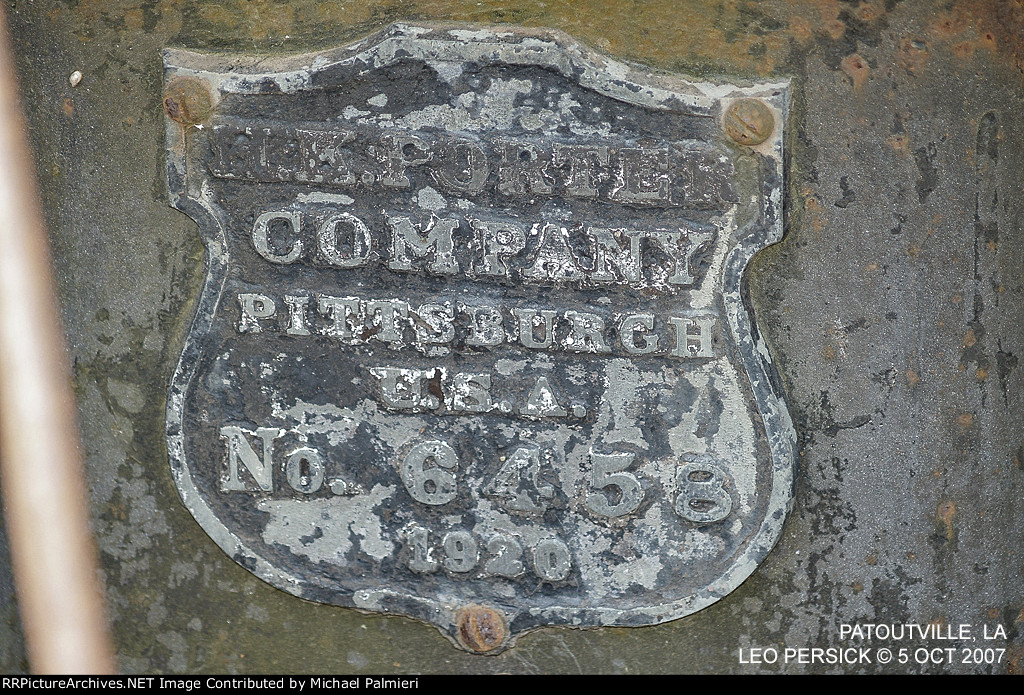 H.K. PORTER
COMPANY
PITTSBURGH
U.S.A.
No. 6458
1920
PATOUTVILLE, LA
LEO PERSICK © 5 OCT 2007
RRPictureArchives.NET Image Contributed by Michael Palmieri